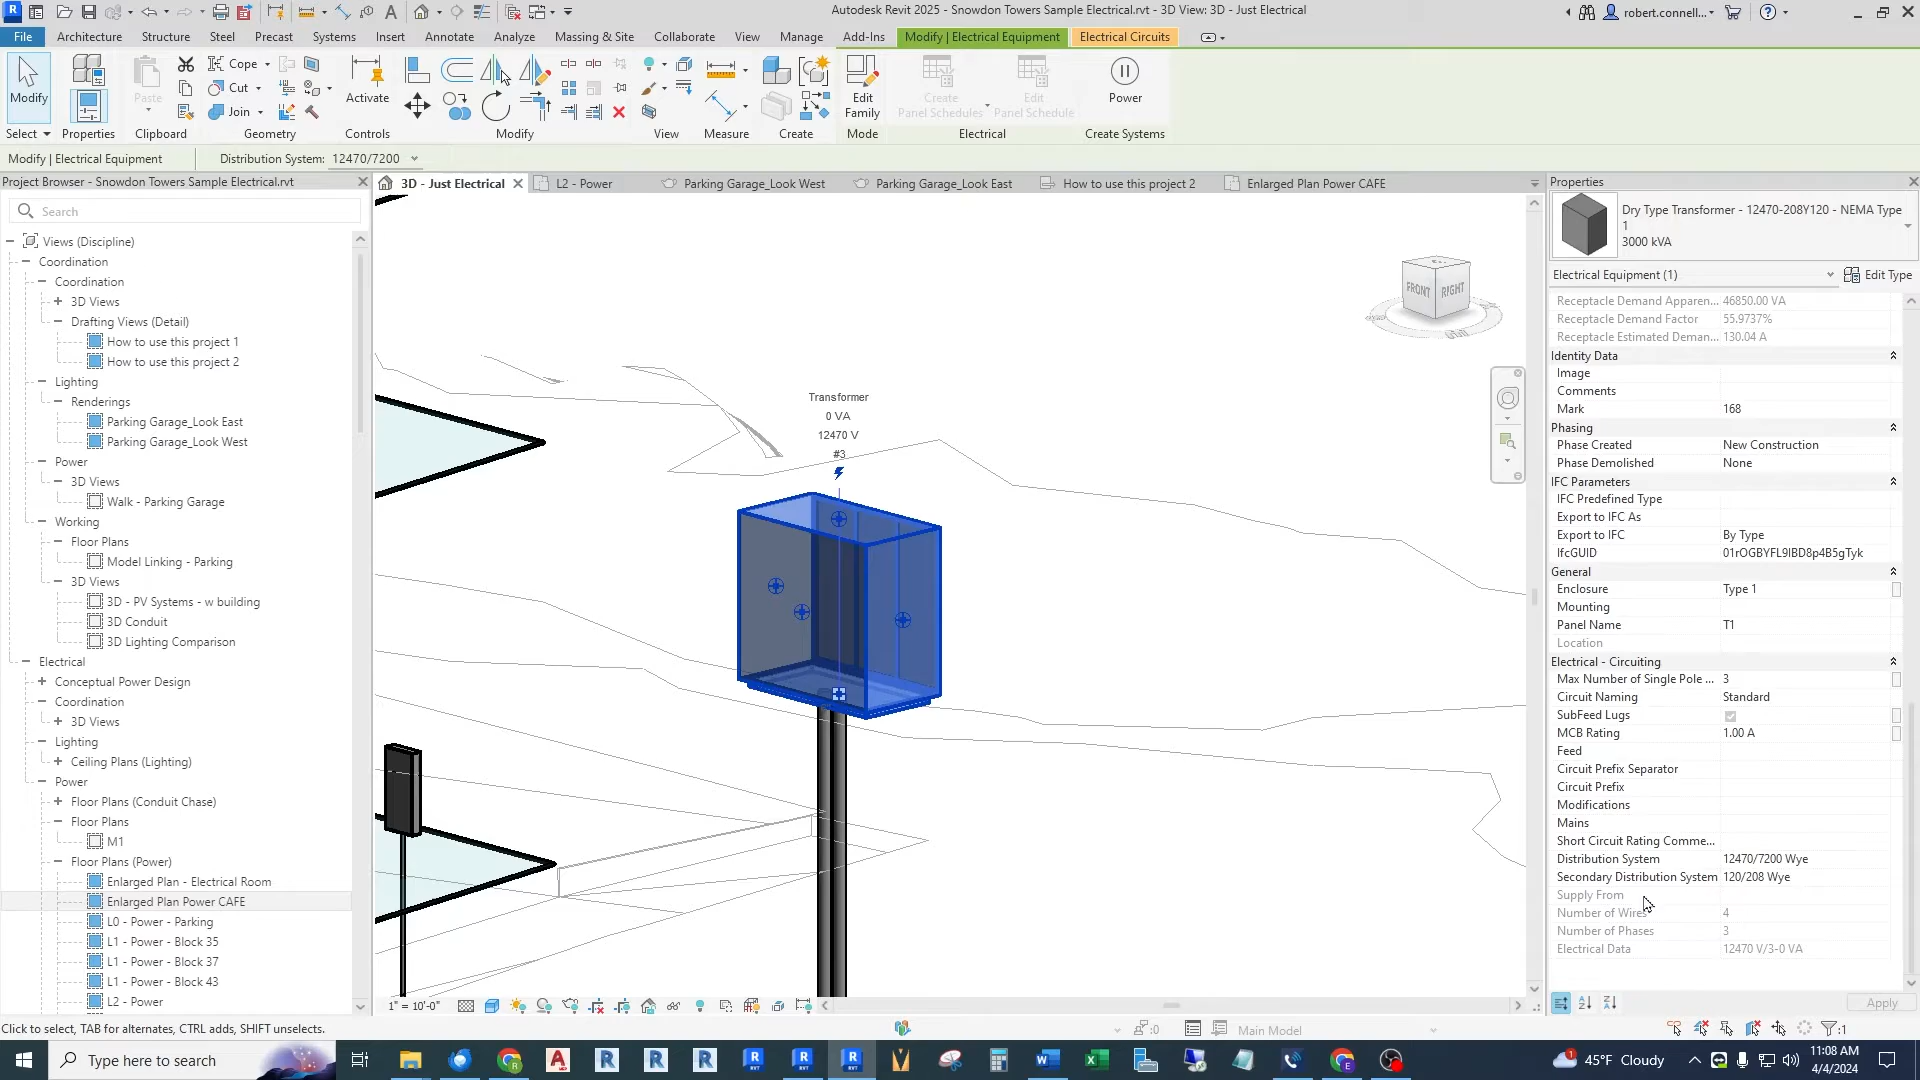 Autodesk Revit 2025 - Snowdon Towers Sample Electrical.rvt - 3D View: 3D - Just Electrical
robert.connell...
File Architecture Structure Steel Precast Systems Insert Annotate Analyze Massing & Site Collaborate View Manage Add-Ins Modify | Electrical Equipment Electrical Circuits
Modify Paste Cope Cut Join Activate Edit Family Create Panel Schedules Edit Panel Schedule Power
Select Properties Clipboard Geometry Controls Modify View Measure Create Mode Electrical Create Systems
Modify | Electrical Equipment Distribution System: 12470/7200
Project Browser - Snowdon Towers Sample Electrical.rvt
Search
Views (Discipline)
Coordination
Coordination
3D Views
Drafting Views (Detail)
How to use this project 1
How to use this project 2
Lighting
Renderings
Parking Garage_Look East
Parking Garage_Look West
Power
3D Views
Walk - Parking Garage
Working
Floor Plans
Model Linking - Parking
3D Views
3D - PV Systems - w building
3D Conduit
3D Lighting Comparison
Electrical
Conceptual Power Design
Coordination
3D Views
Lighting
Ceiling Plans (Lighting)
Power
Floor Plans (Conduit Chase)
Floor Plans
M1
Floor Plans (Power)
Enlarged Plan - Electrical Room
Enlarged Plan Power CAFE
L0 - Power - Parking
L1 - Power - Block 35
L1 - Power - Block 37
L1 - Power - Block 43
L2 - Power
3D - Just Electrical L2 - Power Parking Garage_Look West Parking Garage_Look East How to use this project 2 Enlarged Plan Power CAFE
FRONT RIGHT
Transformer
0 VA
12470 V
#3
1" = 10'-0"
Properties
Dry Type Transformer - 12470-208Y120 - NEMA Type
1
3000 kVA
Electrical Equipment (1) Edit Type
Receptacle Demand Apparen... 46850.00 VA
Receptacle Demand Factor 55.9737%
Receptacle Estimated Deman... 130.04 A
Identity Data
Image
Comments
Mark 168
Phasing
Phase Created New Construction
Phase Demolished None
IFC Parameters
IFC Predefined Type
Export to IFC As
Export to IFC By Type
IfcGUID 01rOGBYFL9IBD8p4B5gTyk
General
Enclosure Type 1
Mounting
Panel Name T1
Location
Electrical - Circuiting
Max Number of Single Pole ... 3
Circuit Naming Standard
SubFeed Lugs
MCB Rating 1.00 A
Feed
Circuit Prefix Separator
Circuit Prefix
Modifications
Mains
Short Circuit Rating Comme...
Distribution System 12470/7200 Wye
Secondary Distribution System 120/208 Wye
Supply From
Number of Wires 4
Number of Phases 3
Electrical Data 12470 V/3-0 VA
Apply
Click to select, TAB for alternates, CTRL adds, SHIFT unselects.
:0 Main Model :1
Type here to search
45°F Cloudy
11:08 AM
4/4/2024